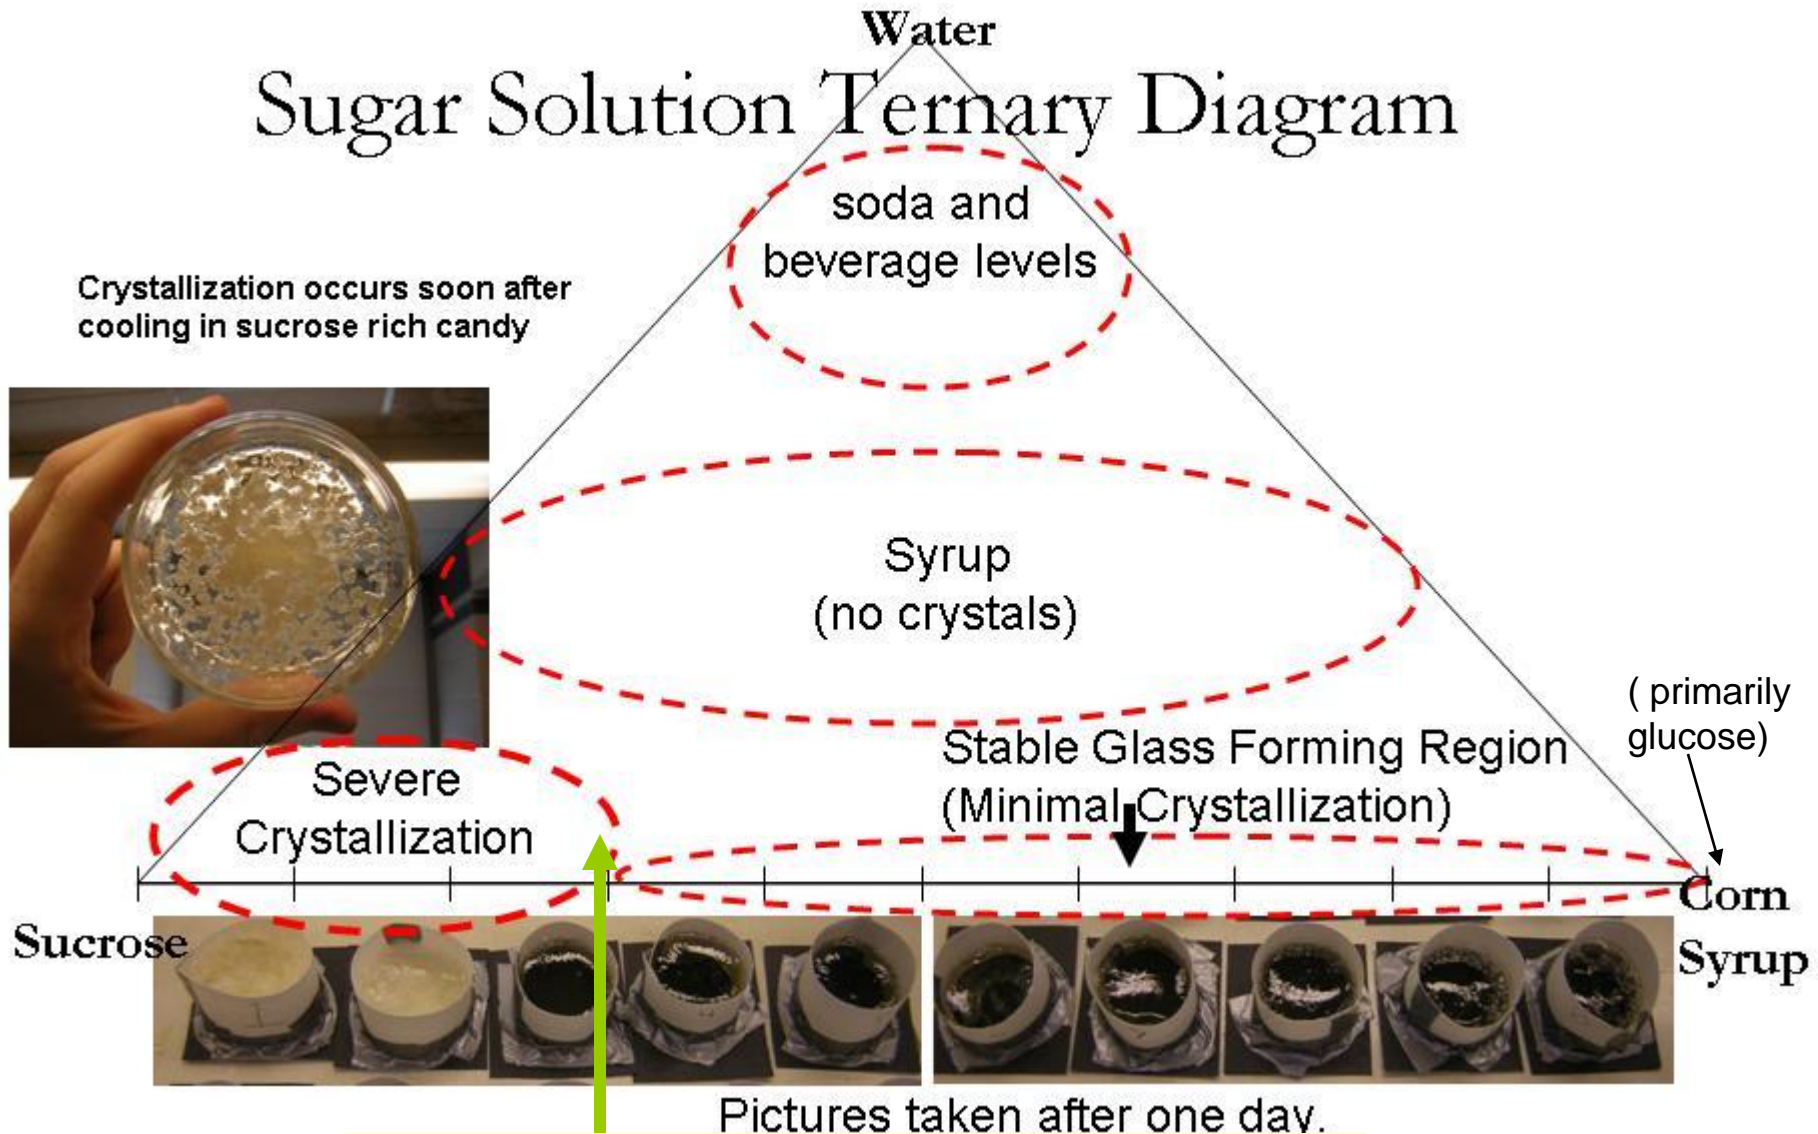 Water
Sugar Solution Ternary Diagram
soda and
beverage levels
Crystallization occurs soon after
cooling in sucrose rich candy
Syrup
(no crystals)
( primarily
glucose)
Stable Glass Forming Region
(Minimal Crystallization)
Severe
Crystallization
Sucrose
Corn
Syrup
Pictures taken after one day.